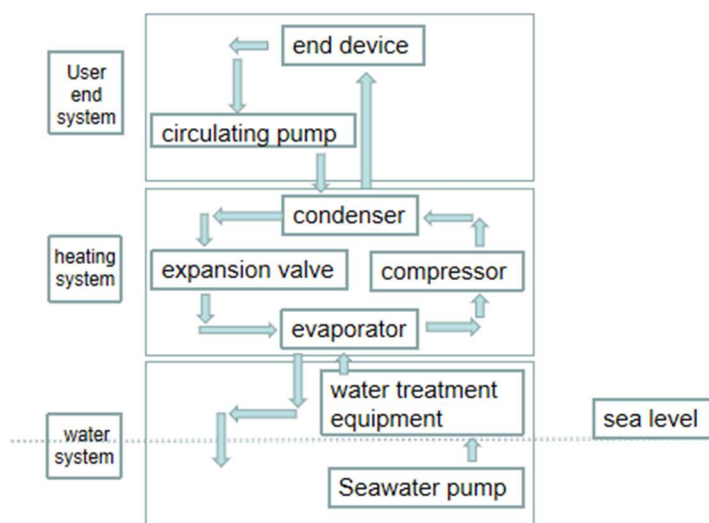 end device
User
end
system
circulating pump
condenser
heating
system
expansion valve
compressor
evaporator
water treatment
equipment
sea level
water
system
Seawater pump